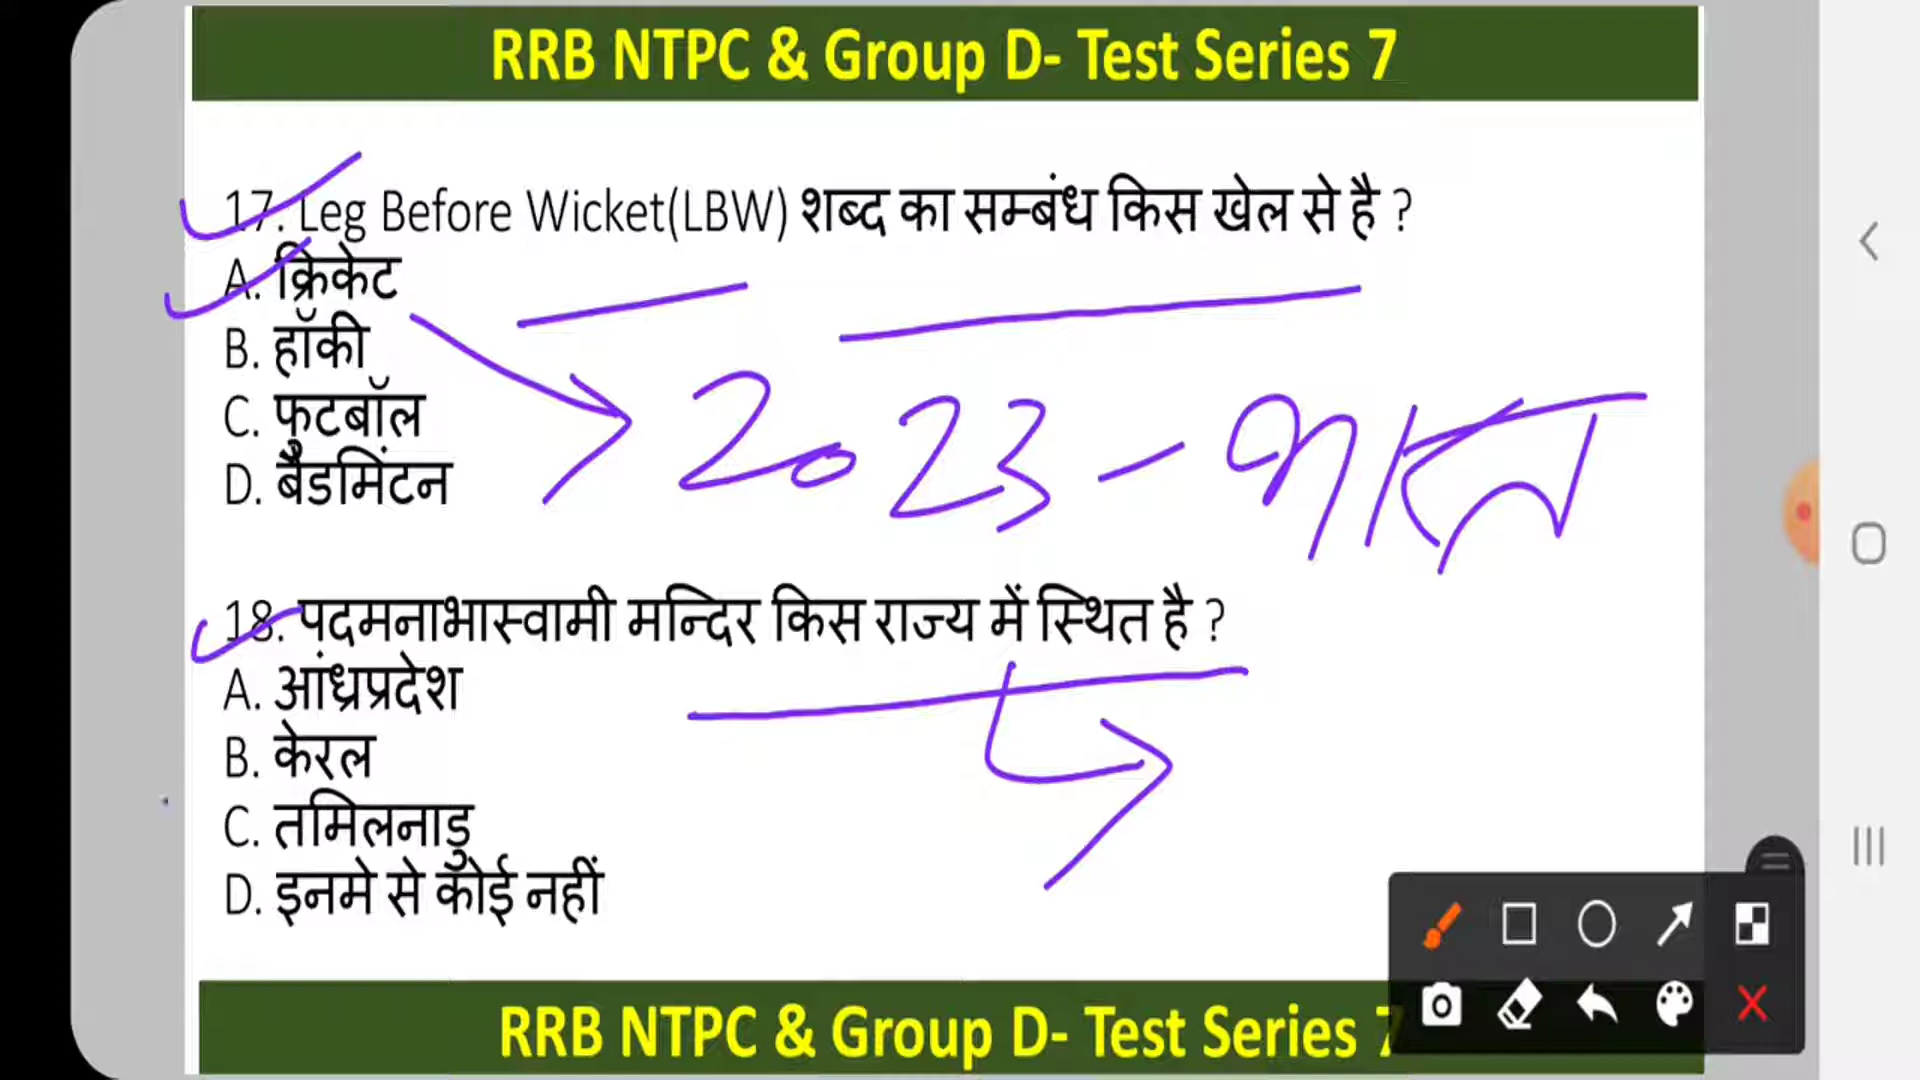 RRB NTPC & Group D- Test Series 7
17. Leg Before Wicket(LBW) शब्द का सम्बंध किस खेल से है ?
A. क्रिकेट
B. हॉकी
C. फुटबॉल
D. बैडमिंटन
2023 - भारत
18. पदमनाभास्वामी मन्दिर किस राज्य में स्थित है ?
A. आंध्रप्रदेश
B. केरल
C. तमिलनाडु
D. इनमे से कोई नहीं
RRB NTPC & Group D- Test Series 7